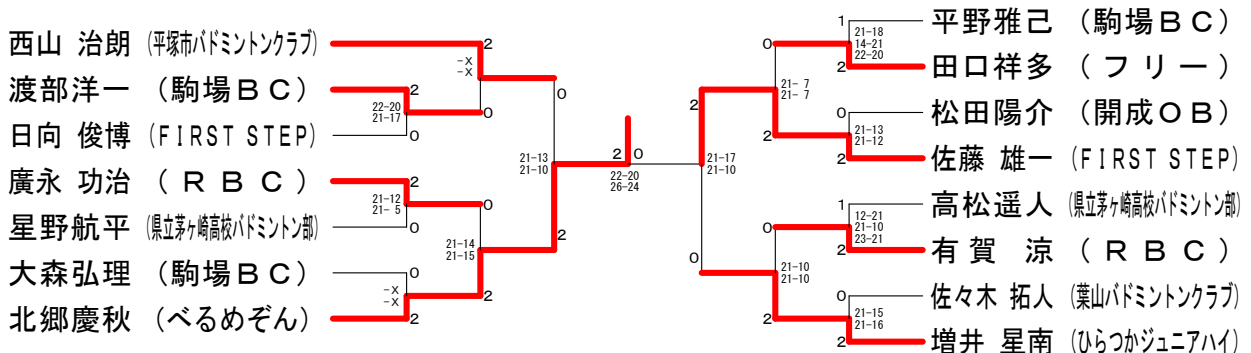 西山 治朗 (平塚市バドミントンクラブ)
渡部洋一 (駒場BC)
日向 俊博 (FIRST STEP)
廣永 功治 (RBC)
星野航平 (県立茅ヶ崎高校バドミントン部)
大森弘理 (駒場BC)
北郷慶秋 (べるめぞん)
2
-X
-X
2
22-20
21-17
0
0
0
2
21-12
21- 5
0
0
21-14
21-15
0
-X
-X
2
2
21-13
21-10
2
2 0
22-20
26-24
2
21-17
21-10
0
0
21- 7
21- 7
2
0
21-10
21-10
2
1
21-18
14-21
22-20
2
0
21-13
21-12
2
1
12-21
21-10
23-21
2
0
21-15
21-16
2
平野雅己 (駒場BC)
田口祥多 (フリー)
松田陽介 (開成OB)
佐藤 雄一 (FIRST STEP)
高松遥人 (県立茅ヶ崎高校バドミントン部)
有賀 涼 (RBC)
佐々木 拓人 (葉山バドミントンクラブ)
増井 星南 (ひらつかジュニアハイ)